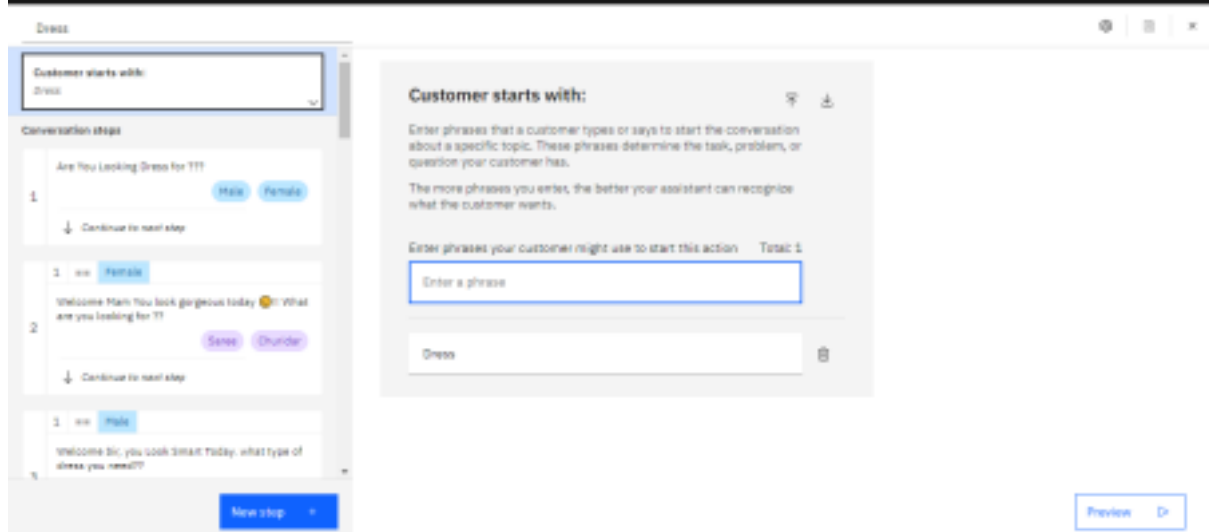 Dress
Customer starts with:
Dress
Conversation steps
1
Are You Looking Dress for ???
Male Female
Continue to next step
2
1 == Female
Welcome Mam You look gorgeous today 😊!! What
are you looking for ??
Saree Churidar
Continue to next step
3
1 == Male
Welcome Sir, you Look Smart Today. what type of
dress you need??
New step +
Customer starts with:
Enter phrases that a customer types or says to start the conversation
about a specific topic. These phrases determine the task, problem, or
question your customer has.
The more phrases you enter, the better your assistant can recognize
what the customer wants.
Enter phrases your customer might use to start this action Total: 1
Enter a phrase
Dress
Preview